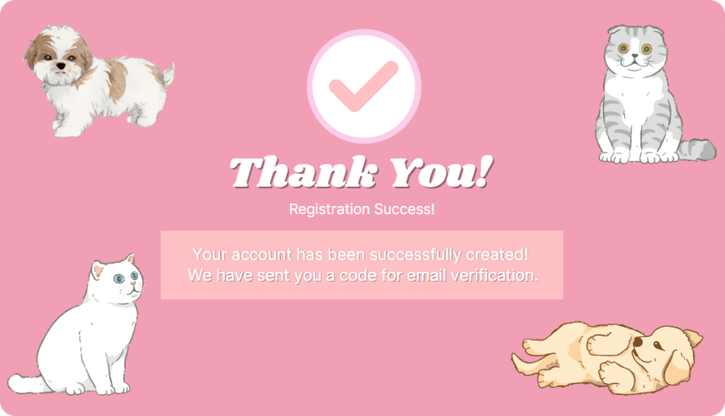 Thank You!
Registration Success!
Your account has been successfully created!
We have sent you a code for email verification.